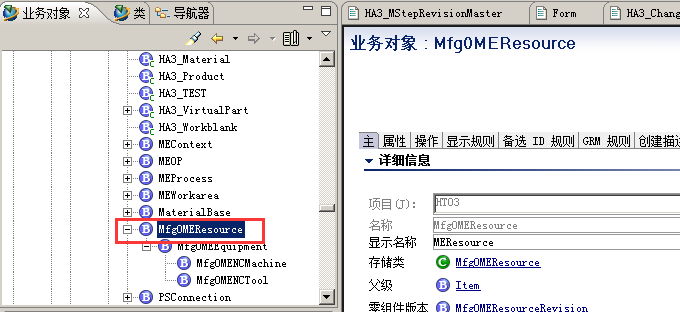 业务对象
类
导航器
HA3_Material
HA3_Product
HA3_TEST
HA3_VirtualPart
HA3_Workblank
MEContext
MEOP
MEProcess
MEWorkarea
MaterialBase
Mfg0MEResource
Mfg0MEEquipment
Mfg0MENCMachine
Mfg0MENCTool
PSConnection
HA3_MStepRevisionMaster
Form
HA3_Chang
业务对象：Mfg0MEResource
主 属性 操作 显示规则 备选 ID 规则 GRM 规则 创建描述
详细信息
项目(J)： HT03
名称 Mfg0MEResource
显示名称 MEResource
存储类 Mfg0MEResource
父级 Item
零组件版本 Mfg0MEResourceRevision